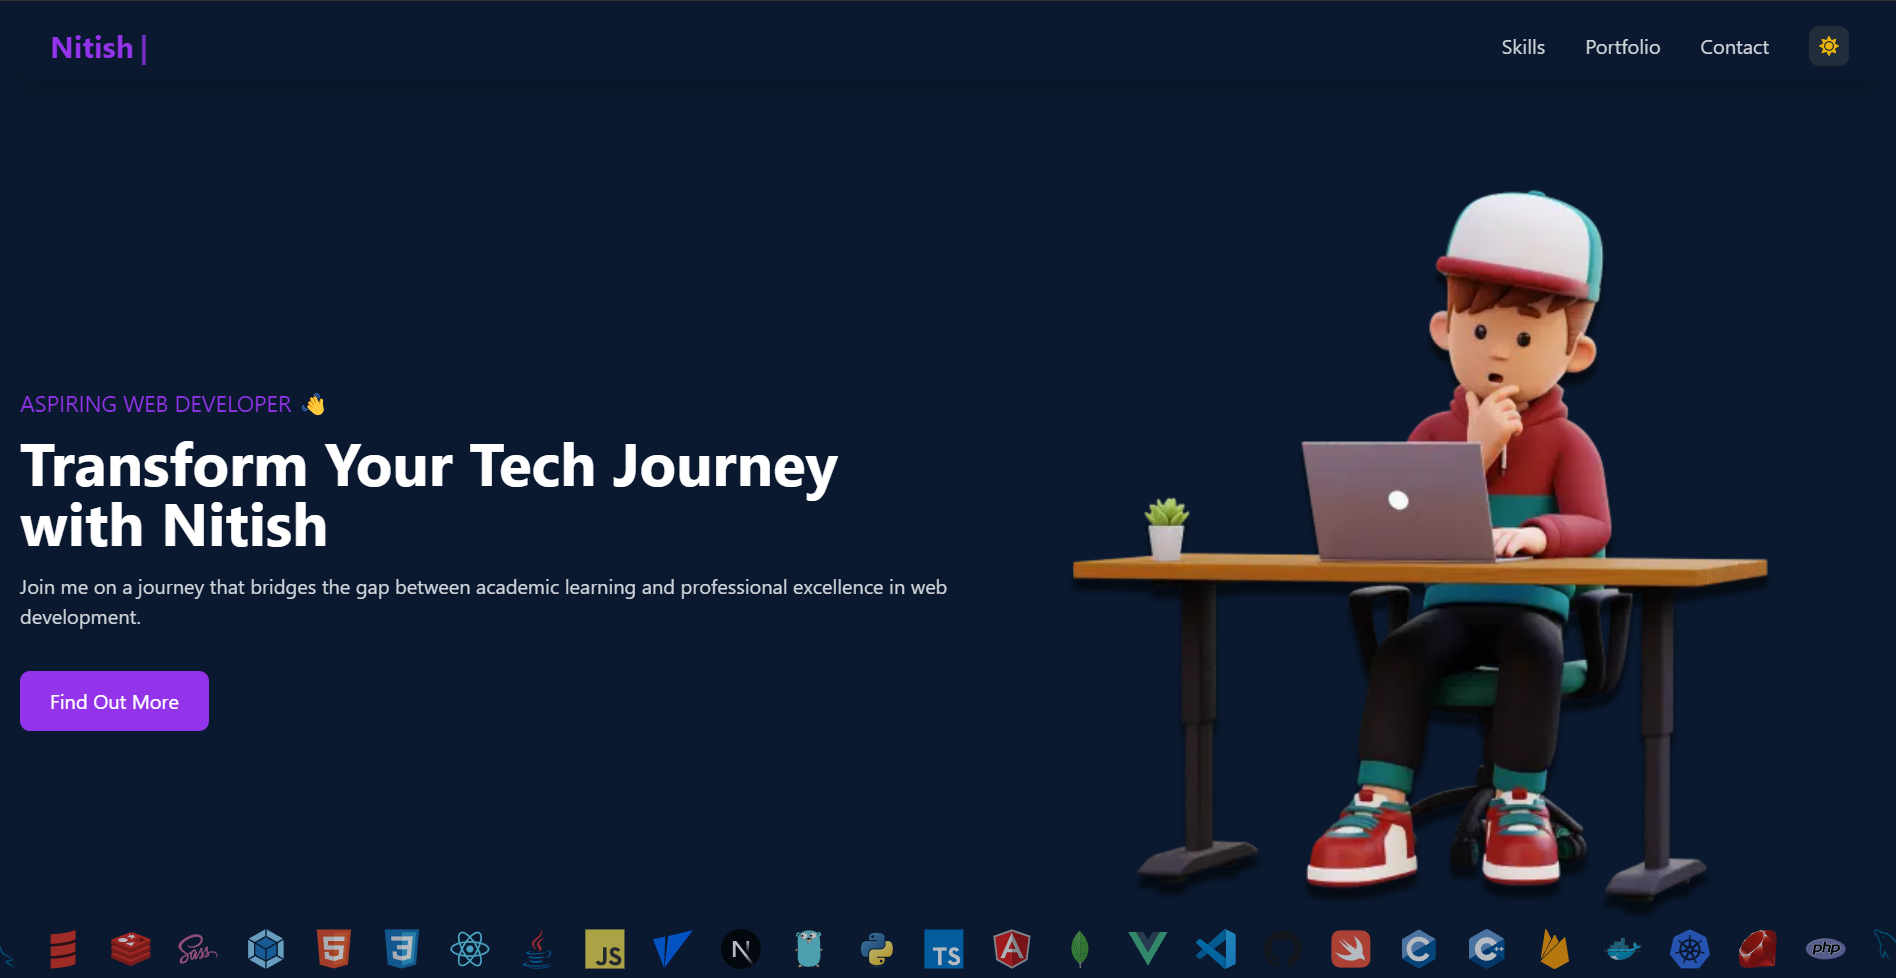 Nitish |
Skills Portfolio Contact
ASPIRING WEB DEVELOPER 👋
Transform Your Tech Journey
with Nitish
Join me on a journey that bridges the gap between academic learning and professional excellence in web
development.
Find Out More
Sass 5 3 JS N TS A C C++ php